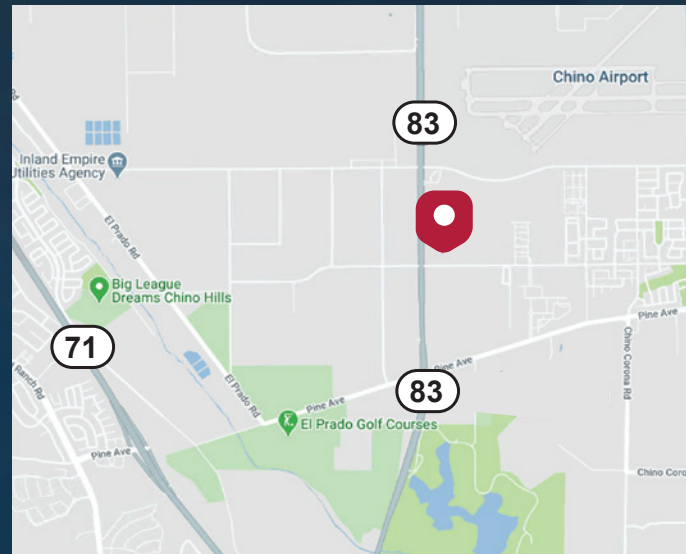 Chino Airport
83
Inland Empire
Utilities Agency
Rd
El Prado Rd
Big League
Dreams Chino Hills
71
Ranch Rd
Pine Ave
Chino Corona Rd
Pine Ave
83
El Prado Rd
Pine Ave
El Prado Golf Courses
Pine Ave
Chino Coro